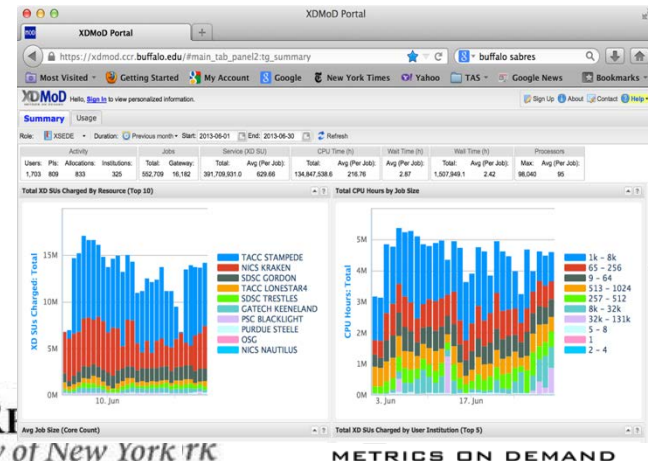 XDMoD Portal
XDMoD Portal
https://xdmod.ccr.buffalo.edu/#main_tab_panel2:tg_summary
buffalo sabres
Most Visited Getting Started My Account Google New York Times Yahoo TAS Google News Bookmarks
XDMoD Hello, Sign In to view personalized information. Sign Up About Contact Help
Summary Usage
Role: XSEDE Duration: Previous month Start: 2013-06-01 End: 2013-06-30 Refresh
Activity Jobs Service (XD SU) CPU Time (h) Wait Time (h) Wall Time (h) Processors
Users: PIs: Allocations: Institutions: Total: Gateway: Total: Avg (Per Job): Total: Avg (Per Job): Avg (Per Job): Total: Avg (Per Job): Max: Avg (Per Job):
1,703 809 833 325 552,709 16,182 391,709,931.0 629.66 134,847,538.6 216.76 2.87 1,507,949.1 2.42 98,040 95
Total XD SUs Charged By Resource (Top 10)
XD SUs Charged: Total
15M
10M
5M
0M
10. Jun
TACC STAMPEDE
NICS KRAKEN
SDSC GORDON
TACC LONESTAR4
SDSC TRESTLES
GATECH KEENELAND
PSC BLACKLIGHT
PURDUE STEELE
OSG
NICS NAUTILUS
Total CPU Hours by Job Size
CPU Hours: Total
5M
4M
3M
2M
1M
0M
3. Jun 17. Jun
1k - 8k
65 - 256
9 - 64
513 - 1024
257 - 512
8k - 32k
32k - 131k
5 - 8
1
2 - 4
Avg Job Size (Core Count) Total XD SUs Charged by User Institution (Top 5)
of New York
METRICS ON DEMAND